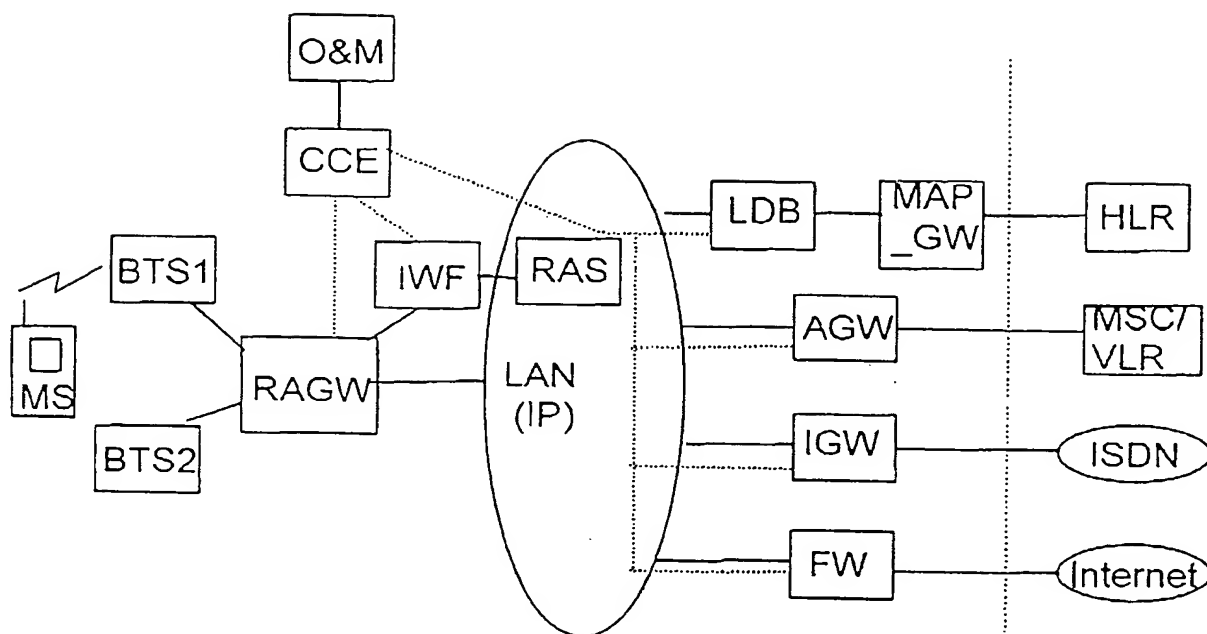 O&M
CCE
LDB
MAP
_GW
HLR
BTS1
IWF
RAS
AGW
MSC/
VLR
MS
RAGW
LAN
(IP)
BTS2
IGW
ISDN
FW
Internet